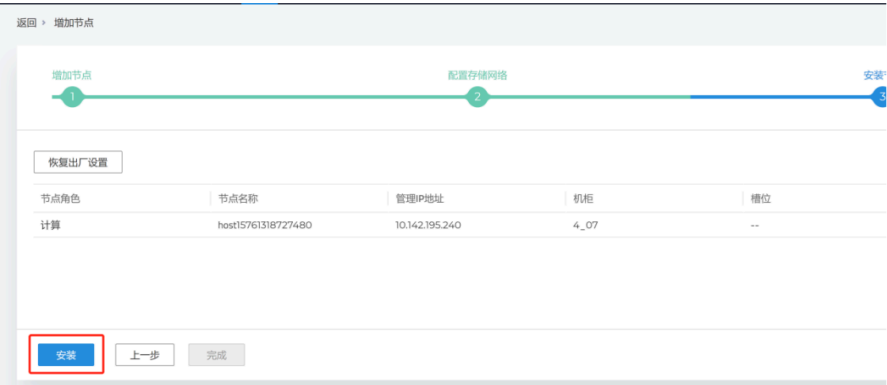 返回 › 增加节点
增加节点 配置存储网络 安装
1 2 3
恢复出厂设置
节点角色 节点名称 管理IP地址 机柜 槽位
计算 host15761318727480 10.142.195.240 4_07 --
安装 上一步 完成